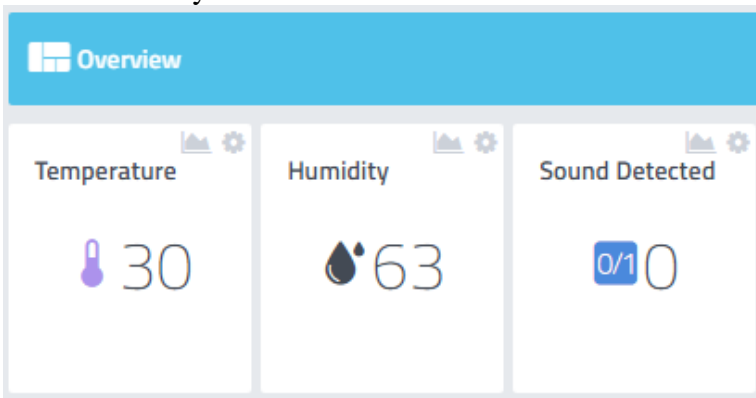 Overview
Temperature
Humidity
Sound Detected
30
63
0/1 0